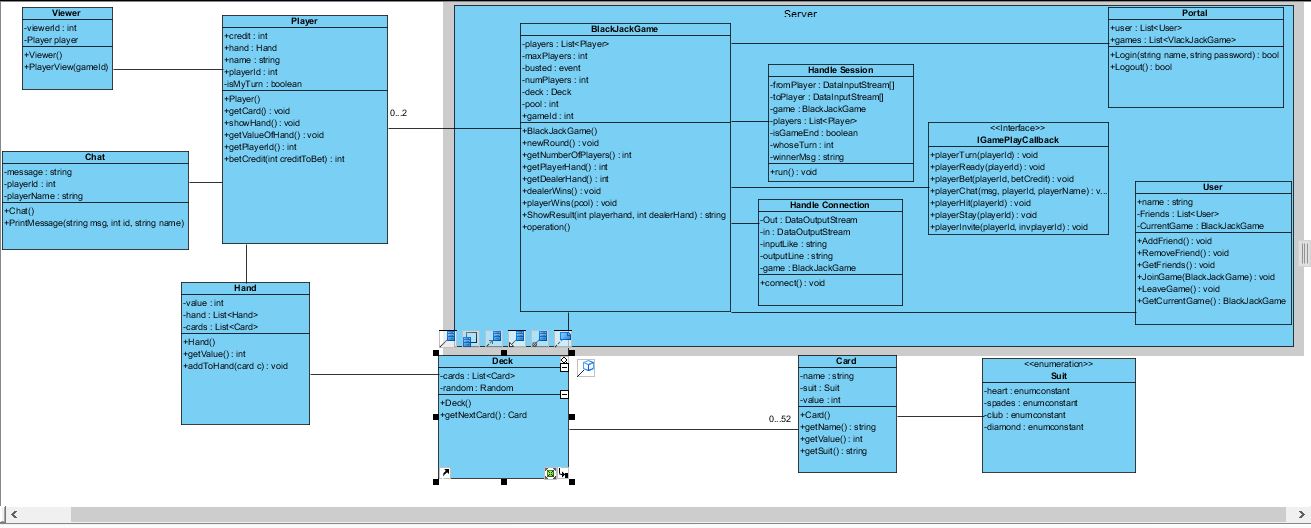 Viewer
-viewerId : int
-Player player
+Viewer()
+PlayerView(gameId)
Player
+credit : int
+hand : Hand
+name : string
+playerId : int
-isMyTurn : boolean
+Player()
+getCard() : void
+showHand() : void
+getValueOfHand() : void
+getPlayerId() : int
+betCredit(int creditToBet) : int
Chat
-message : string
-playerId : int
-playerName : string
+Chat()
+PrintMessage(string msg, int id, string name)
Hand
-value : int
-hand : List<Hand>
-cards : List<Card>
+Hand()
+getValue() : int
+addToHand(card c) : void
0...2
Server
BlackJackGame
-players : List<Player>
-maxPlayers : int
-busted : event
-numPlayers : int
-deck : Deck
-pool : int
+gameId : int
+BlackJackGame()
+newRound() : void
+getNumberOfPlayers() : int
+getPlayerHand() : int
+getDealerHand() : int
+dealerWins() : void
+playerWins(pool) : void
+ShowResult(int playerhand, int dealerHand) : string
+operation()
Handle Session
-fromPlayer : DataInputStream[]
-toPlayer : DataInputStream[]
-game : BlackJackGame
-players : List<Player>
-isGameEnd : boolean
-whoseTurn : int
-winnerMsg : string
+run() : void
Handle Connection
-Out : DataOutputStream
-in : DataOutputStream
-inputLike : string
-outputLine : string
-game : BlackJackGame
+connect() : void
Portal
+user : List<User>
+games : List<VlackJackGame>
+Login(string name, string password) : bool
+Logout() : bool
<<Interface>>
IGamePlayCallback
+playerTurn(playerId) : void
+playerReady(playerId) : void
+playerBet(playerId, betCredit) : void
+playerChat(msg, playerId, playerName) : v...
+playerHit(playerId) : void
+playerStay(playerId) : void
+playerInvite(playerId, invplayerId) : void
User
+name : string
-Friends : List<User>
-CurrentGame : BlackJackGame
+AddFriend() : void
+RemoveFriend() : void
+GetFriends() : void
+JoinGame(BlackJackGame) : void
+LeaveGame() : void
+GetCurrentGame() : BlackJackGame
Deck
-cards : List<Card>
-random : Random
+Deck()
+getNextCard() : Card
0...52
Card
-name : string
-suit : Suit
-value : int
+Card()
+getName() : string
+getValue() : int
+getSuit() : string
<<enumeration>>
Suit
-heart : enumconstant
-spades : enumconstant
-club : enumconstant
-diamond : enumconstant